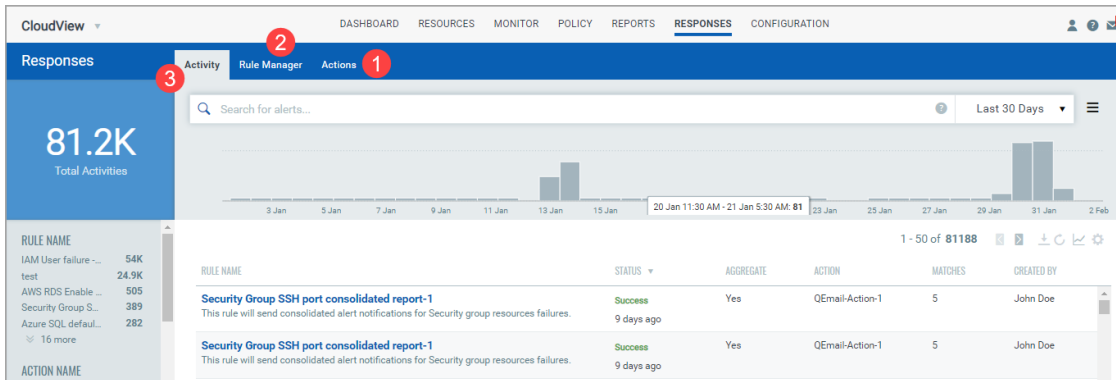 CloudView
DASHBOARD RESOURCES MONITOR POLICY REPORTS RESPONSES CONFIGURATION
2
Responses
Activity Rule Manager Actions
3
1
Search for alerts...
Last 30 Days
81.2K
Total Activities
20 Jan 11:30 AM - 21 Jan 5:30 AM: 81
3 Jan 5 Jan 7 Jan 9 Jan 11 Jan 13 Jan 15 Jan 23 Jan 25 Jan 27 Jan 29 Jan 31 Jan 2 Feb
1 - 50 of 81188
RULE NAME
IAM User failure -... 54K
test 24.9K
AWS RDS Enable ... 505
Security Group S... 389
Azure SQL defaul... 282
16 more
ACTION NAME
RULE NAME STATUS AGGREGATE ACTION MATCHES CREATED BY
Security Group SSH port consolidated report-1 Success Yes QEmail-Action-1 5 John Doe
This rule will send consolidated alert notifications for Security group resources failures.
9 days ago
Security Group SSH port consolidated report-1 Success Yes QEmail-Action-1 5 John Doe
This rule will send consolidated alert notifications for Security group resources failures.
9 days ago